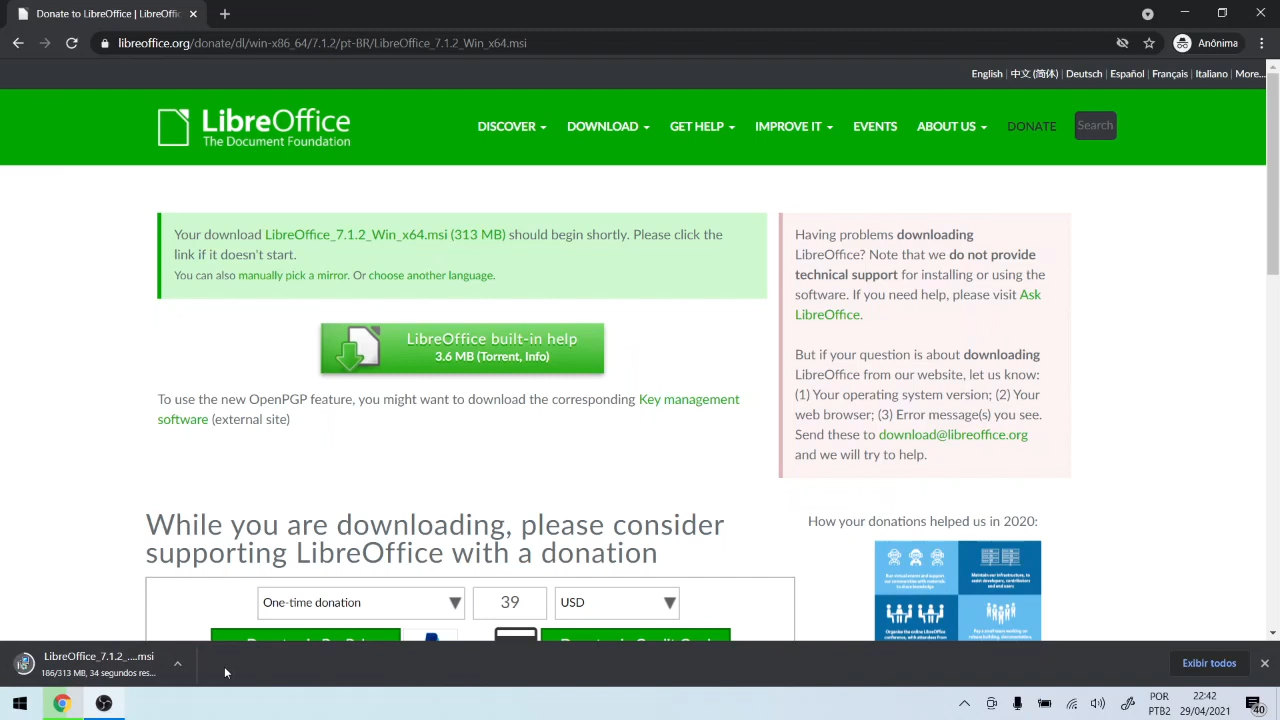 Donate to LibreOffic
libreoffice.org/donate/dl/win-x86_64/7.1.2/pt-BR/LibreOffice_7.1.2_Win_x64.msi
Anônima
English 中文 (简体) Deutsch Español Français Italiano More...
LibreOffice
The Document Foundation
DISCOVER DOWNLOAD GET HELP IMPROVE IT EVENTS ABOUT US DONATE Search
Your download LibreOffice_7.1.2_Win_x64.msi (313 MB) should begin shortly. Please click the
link if it doesn't start.
You can also manually pick a mirror. Or choose another language.
LibreOffice built-in help
3.6 MB (Torrent, Info)
To use the new OpenPGP feature, you might want to download the corresponding Key management
software (external site)
Having problems downloading
LibreOffice? Note that we do not provide
technical support for installing or using the
software. If you need help, please visit Ask
LibreOffice.
But if your question is about downloading
LibreOffice from our website, let us know:
(1) Your operating system version; (2) Your
web browser; (3) Error message(s) you see.
Send these to download@libreoffice.org
and we will try to help.
While you are downloading, please consider
supporting LibreOffice with a donation
One-time donation 39 USD
How your donations helped us in 2020:
LibreOffice_7.1.2_....msi
186/313 MB, 34 segundos res...
Exibir todos
POR
PTB2
22:42
29/04/2021
40